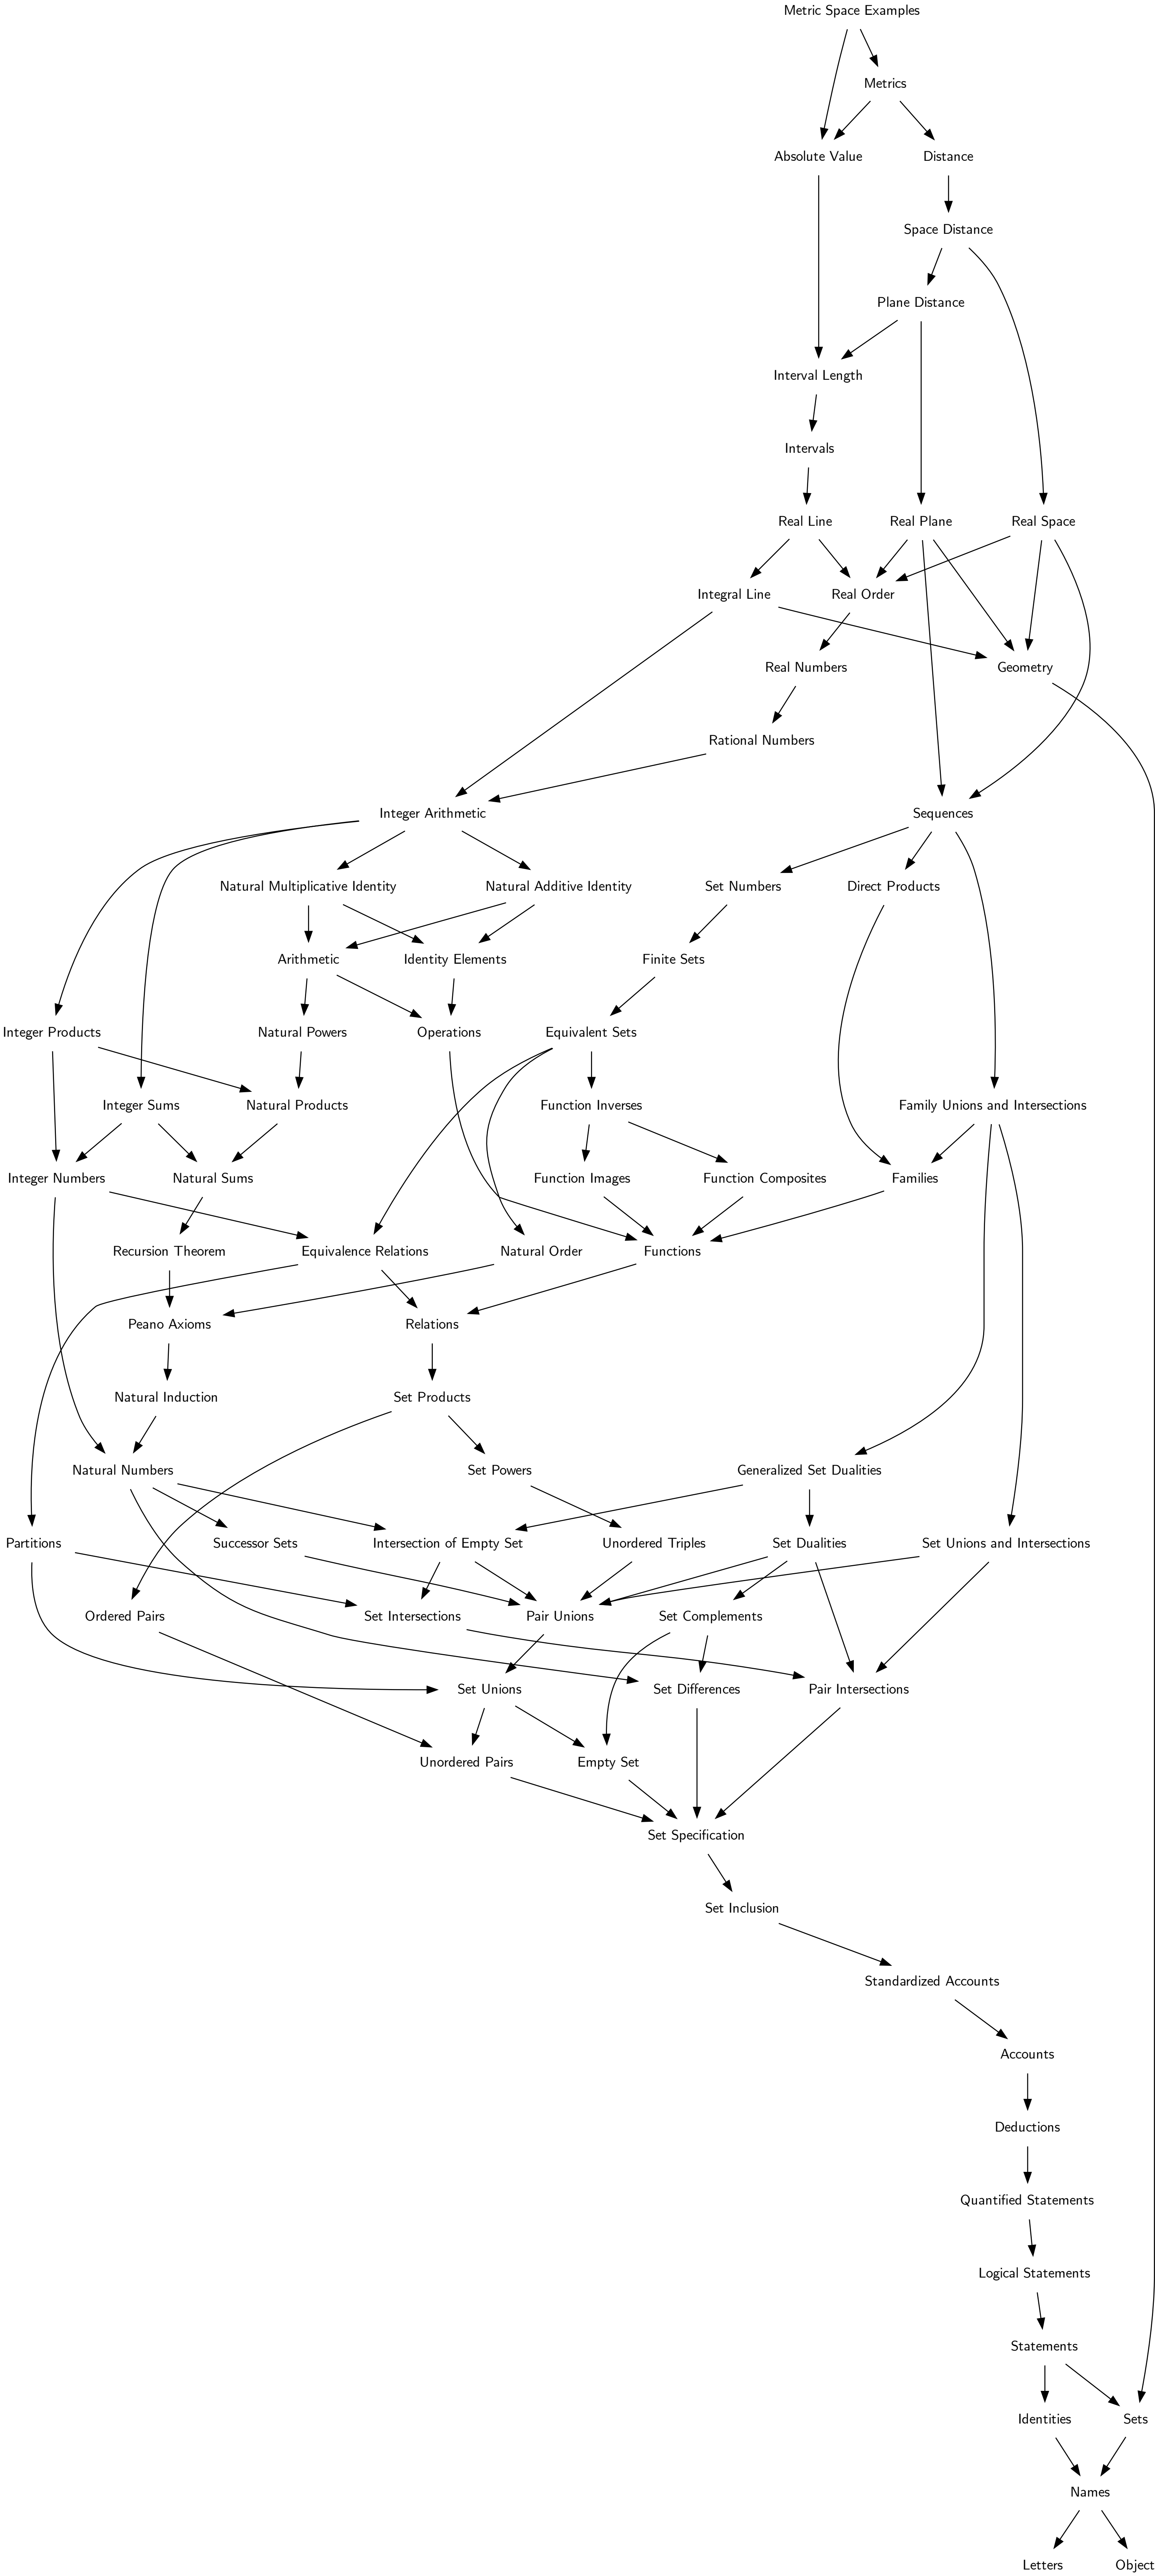 Metric Space Examples
Metrics
Absolute Value
Distance
Space Distance
Plane Distance
Interval Length
Intervals
Real Line
Real Plane
Real Space
Integral Line
Real Order
Real Numbers
Geometry
Rational Numbers
Integer Arithmetic
Sequences
Natural Multiplicative Identity
Natural Additive Identity
Set Numbers
Direct Products
Arithmetic
Identity Elements
Finite Sets
Integer Products
Natural Powers
Operations
Equivalent Sets
Integer Sums
Natural Products
Function Inverses
Family Unions and Intersections
Integer Numbers
Natural Sums
Function Images
Function Composites
Families
Recursion Theorem
Equivalence Relations
Natural Order
Functions
Peano Axioms
Relations
Natural Induction
Set Products
Natural Numbers
Set Powers
Generalized Set Dualities
Partitions
Successor Sets
Intersection of Empty Set
Unordered Triples
Set Dualities
Set Unions and Intersections
Ordered Pairs
Set Intersections
Pair Unions
Set Complements
Set Unions
Set Differences
Pair Intersections
Unordered Pairs
Empty Set
Set Specification
Set Inclusion
Standardized Accounts
Accounts
Deductions
Quantified Statements
Logical Statements
Statements
Identities
Sets
Names
Letters
Object